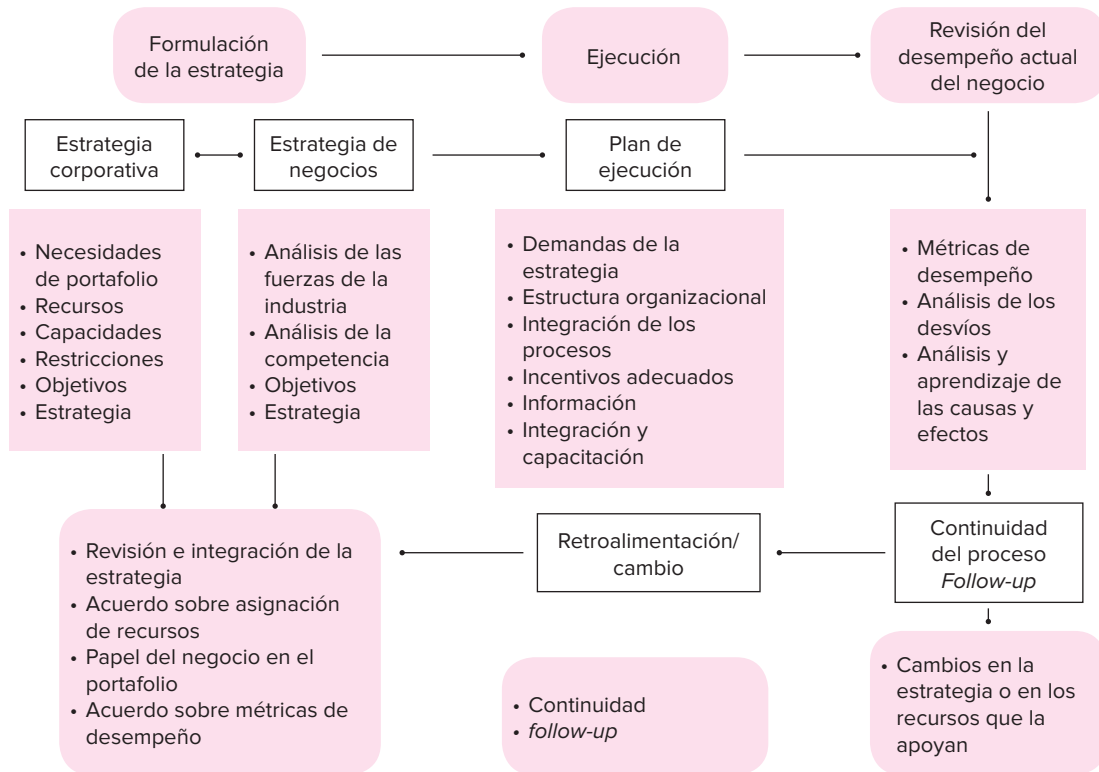 Formulación
de la estrategia
Ejecución
Revisión del
desempeño actual
del negocio
Estrategia
corporativa
Estrategia de
negocios
Plan de
ejecución
• Necesidades
de portafolio
• Recursos
• Capacidades
• Restricciones
• Objetivos
• Estrategia
• Análisis de las
fuerzas de la
industria
• Análisis de la
competencia
• Objetivos
• Estrategia
• Demandas de la
estrategia
• Estructura organizacional
• Integración de los
procesos
• Incentivos adecuados
• Información
• Integración y
capacitación
• Métricas de
desempeño
• Análisis de los
desvíos
• Análisis y
aprendizaje de
las causas y
efectos
• Revisión e integración de la
estrategia
• Acuerdo sobre asignación
de recursos
• Papel del negocio en el
portafolio
• Acuerdo sobre métricas de
desempeño
Retroalimentación/
cambio
Continuidad
del proceso
Follow-up
• Continuidad
• follow-up
• Cambios en la
estrategia o en los
recursos que la
apoyan